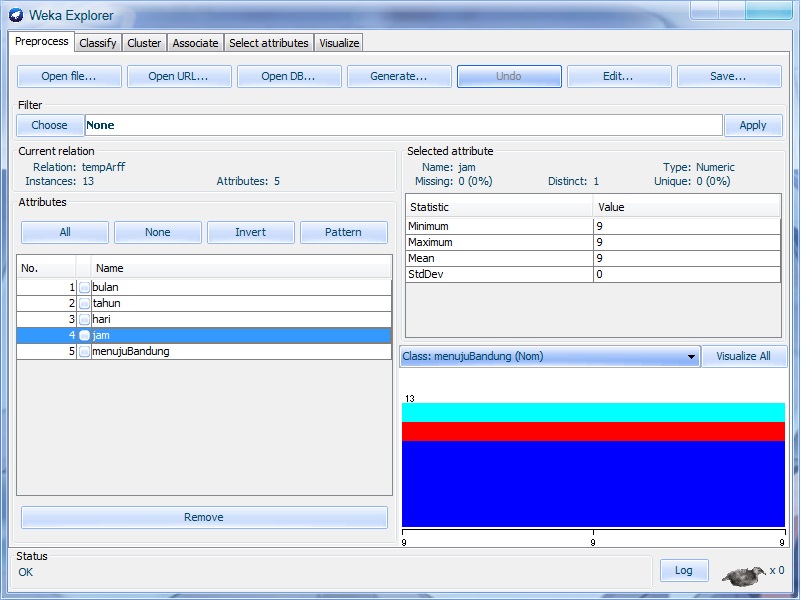 Weka Explorer
Preprocess Classify Cluster Associate Select attributes Visualize
Open file... Open URL... Open DB... Generate... Undo Edit... Save...
Filter
Choose None Apply
Current relation
Relation: tempArff
Instances: 13 Attributes: 5
Selected attribute
Name: jam Type: Numeric
Missing: 0 (0%) Distinct: 1 Unique: 0 (0%)
Attributes
All None Invert Pattern
No. Name
1 bulan
2 tahun
3 hari
4 jam
5 menujuBandung
Remove
Statistic Value
Minimum 9
Maximum 9
Mean 9
StdDev 0
Class: menujuBandung (Nom) Visualize All
13
9 9 9
Status
OK Log x 0